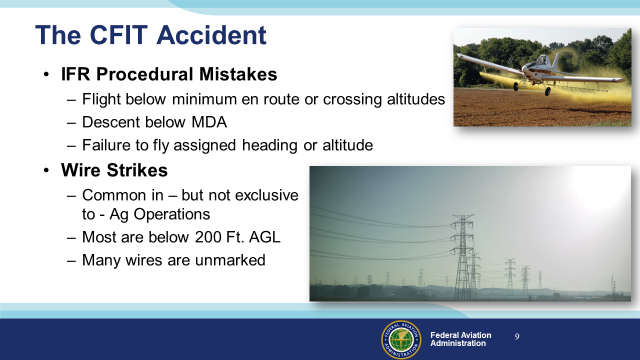 The CFIT Accident
• IFR Procedural Mistakes
– Flight below minimum en route or crossing altitudes
– Descent below MDA
– Failure to fly assigned heading or altitude
• Wire Strikes
– Common in – but not exclusive
to - Ag Operations
– Most are below 200 Ft. AGL
– Many wires are unmarked
Federal Aviation
Administration
9